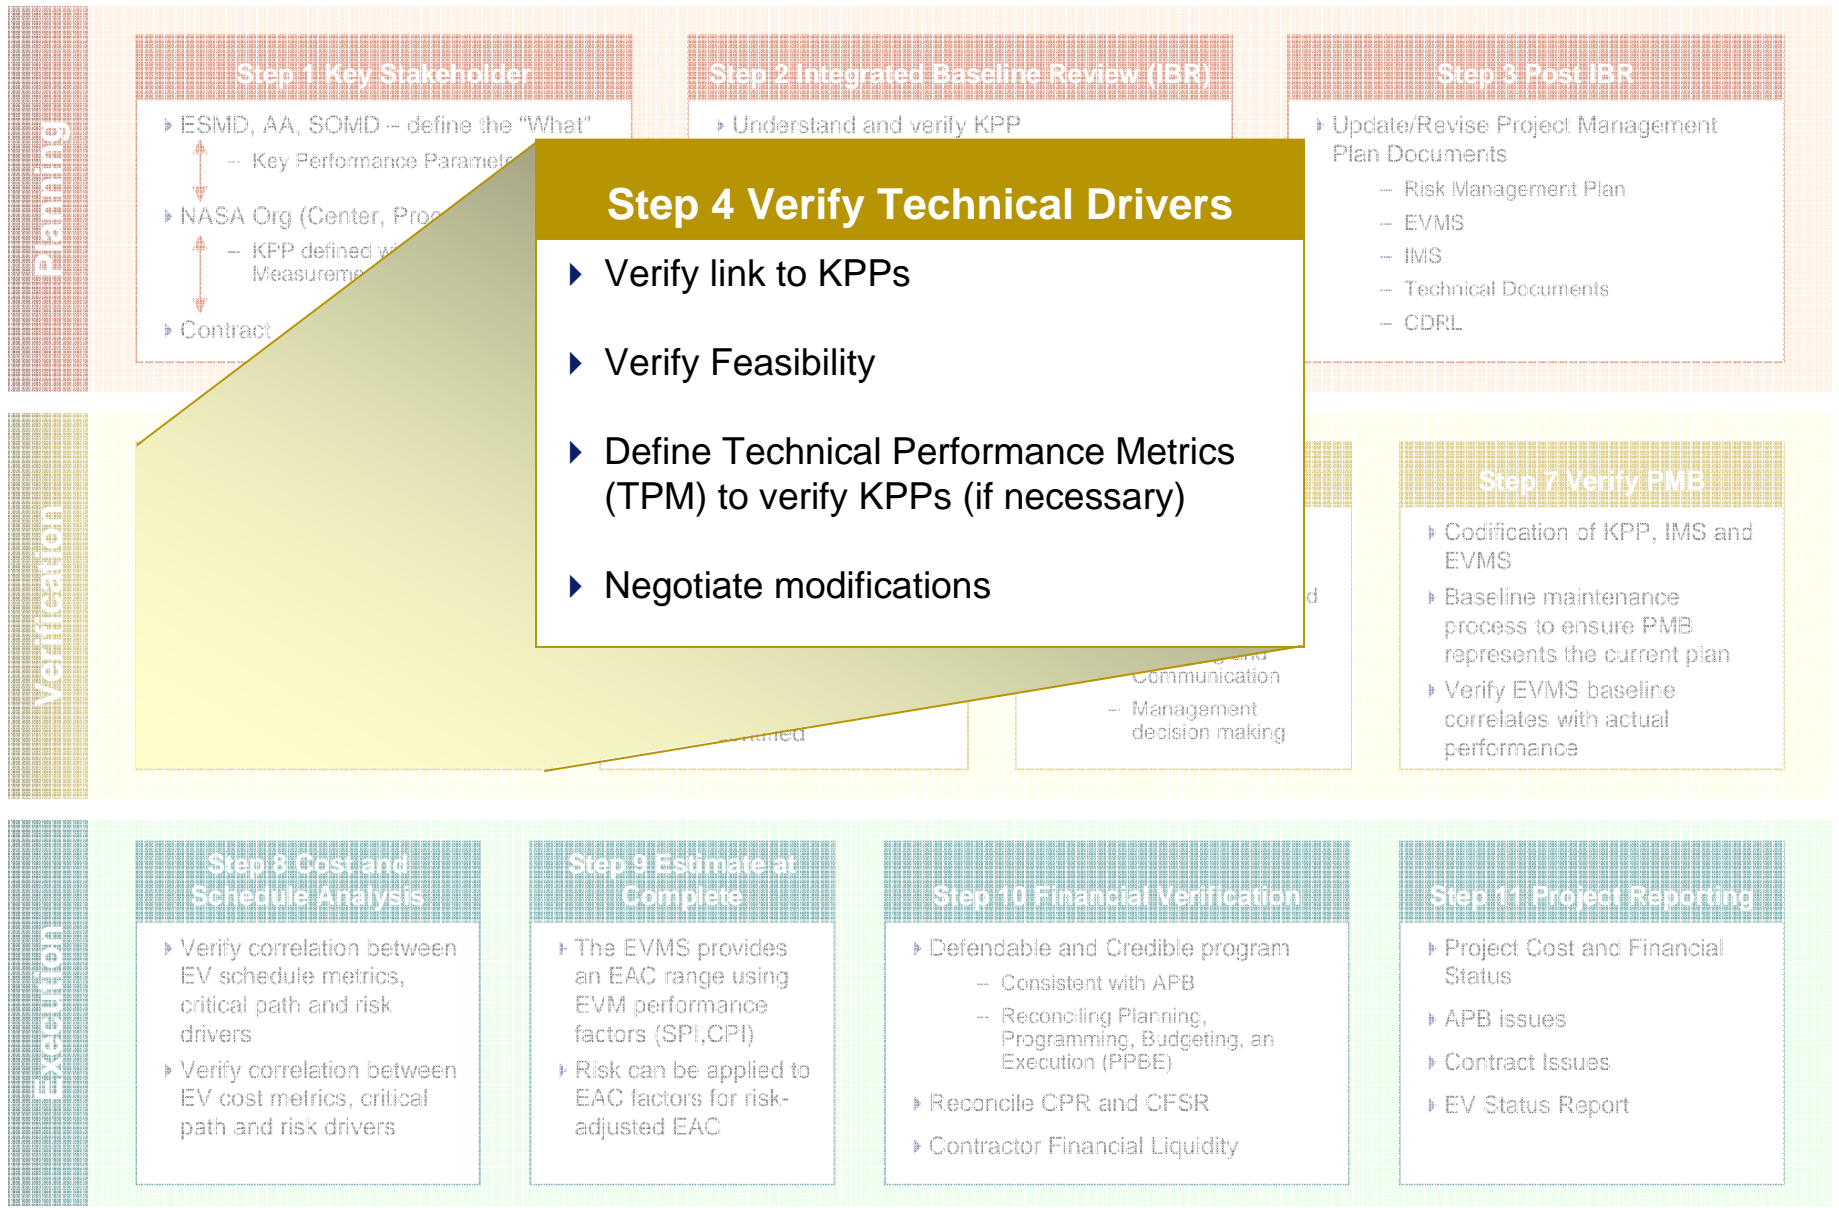 Planning
Step 1 Key Stakeholder
ESMD, AA, SOMD – define the “What”
– Key Performance
NASA Org (Center,
– KPP defined
Contract
Step 2 Integrated Baseline Review (IBR)
Understand and verify KPP
Step 3 Post IBR
Update/Revise Project Management
Plan Documents
– Risk Management Plan
– EVMS
– IMS
– Technical Documents
– CDRL
Step 4 Verify Technical Drivers
Verify link to KPPs
Verify Feasibility
Define Technical Performance Metrics
(TPM) to verify KPPs (if necessary)
Negotiate modifications
Verification
and
Communication
– Management
decision making
Step 7 Verify PMB
Codification of KPP, IMS and
EVMS
Baseline maintenance
process to ensure PMB
represents the current plan
Verify EVMS baseline
correlates with actual
performance
Execution
Step 8 Cost and
Schedule Analysis
Verify correlation between
EV schedule metrics,
critical path and risk
drivers
Verify correlation between
EV cost metrics, critical
path and risk drivers
Step 9 Estimate at
Complete
The EVMS provides
an EAC range using
EVM performance
factors (SPI,CPI)
Risk can be applied to
EAC factors for risk-
adjusted EAC
Step 10 Financial Verification
Defendable and Credible program
– Consistent with APB
– Reconciling Planning,
Programming, Budgeting, an
Execution (PPBE)
Reconcile CPR and CFSR
Contractor Financial Liquidity
Step 11 Project Reporting
Project Cost and Financial
Status
APB issues
Contract Issues
EV Status Report